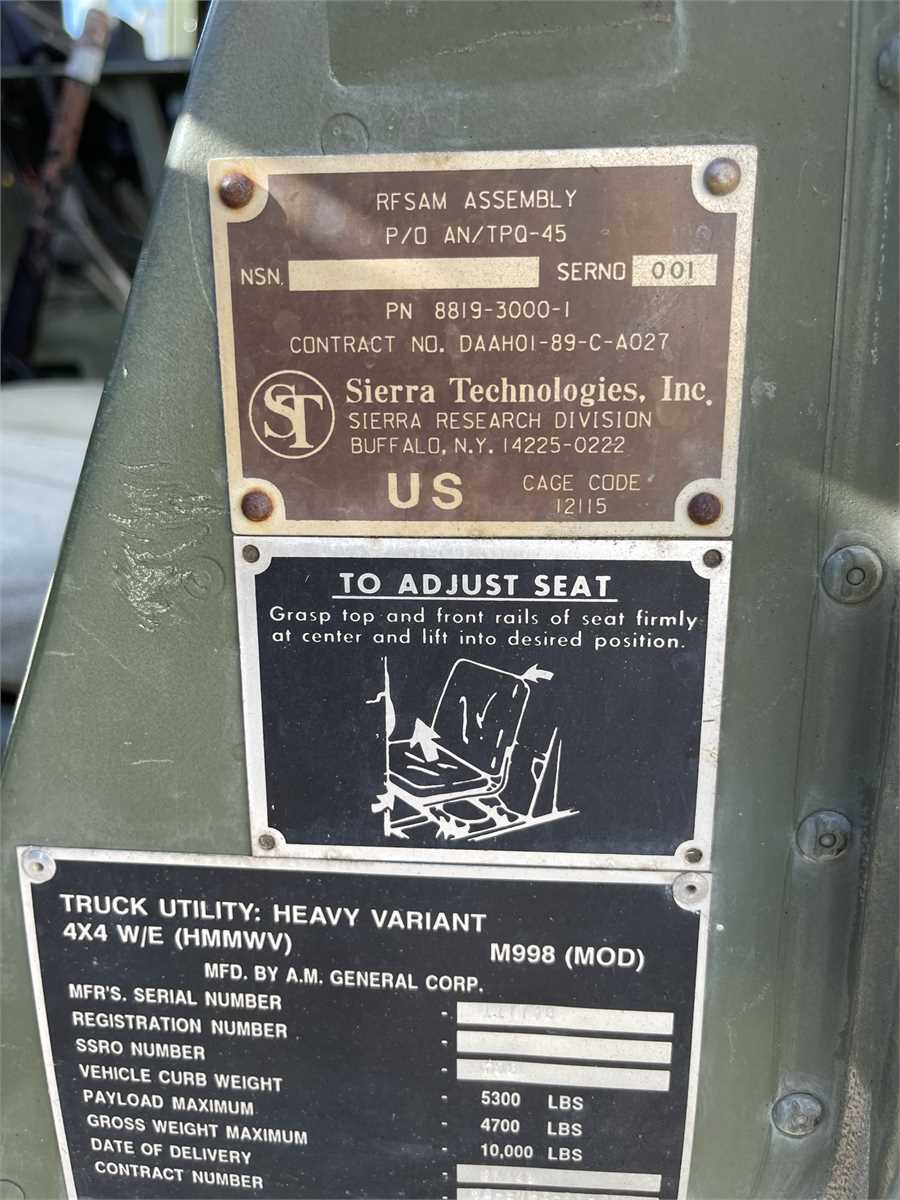 RFSAM ASSEMBLY
P/O AN/TPQ-45
NSN. SERNO 001
PN 8819-3000-1
CONTRACT NO. DAAH01-89-C-A027
ST Sierra Technologies, Inc.
SIERRA RESEARCH DIVISION
BUFFALO, N.Y. 14225-0222
US CAGE CODE
12115
TO ADJUST SEAT
Grasp top and front rails of seat firmly
at center and lift into desired position.
TRUCK UTILITY: HEAVY VARIANT
4X4 W/E (HMMWV) M998 (MOD)
MFD. BY A.M. GENERAL CORP.
MFR'S. SERIAL NUMBER -
REGISTRATION NUMBER -
SSRO NUMBER -
VEHICLE CURB WEIGHT - 5300 LBS
PAYLOAD MAXIMUM - 4700 LBS
GROSS WEIGHT MAXIMUM - 10,000 LBS
DATE OF DELIVERY -
CONTRACT NUMBER -